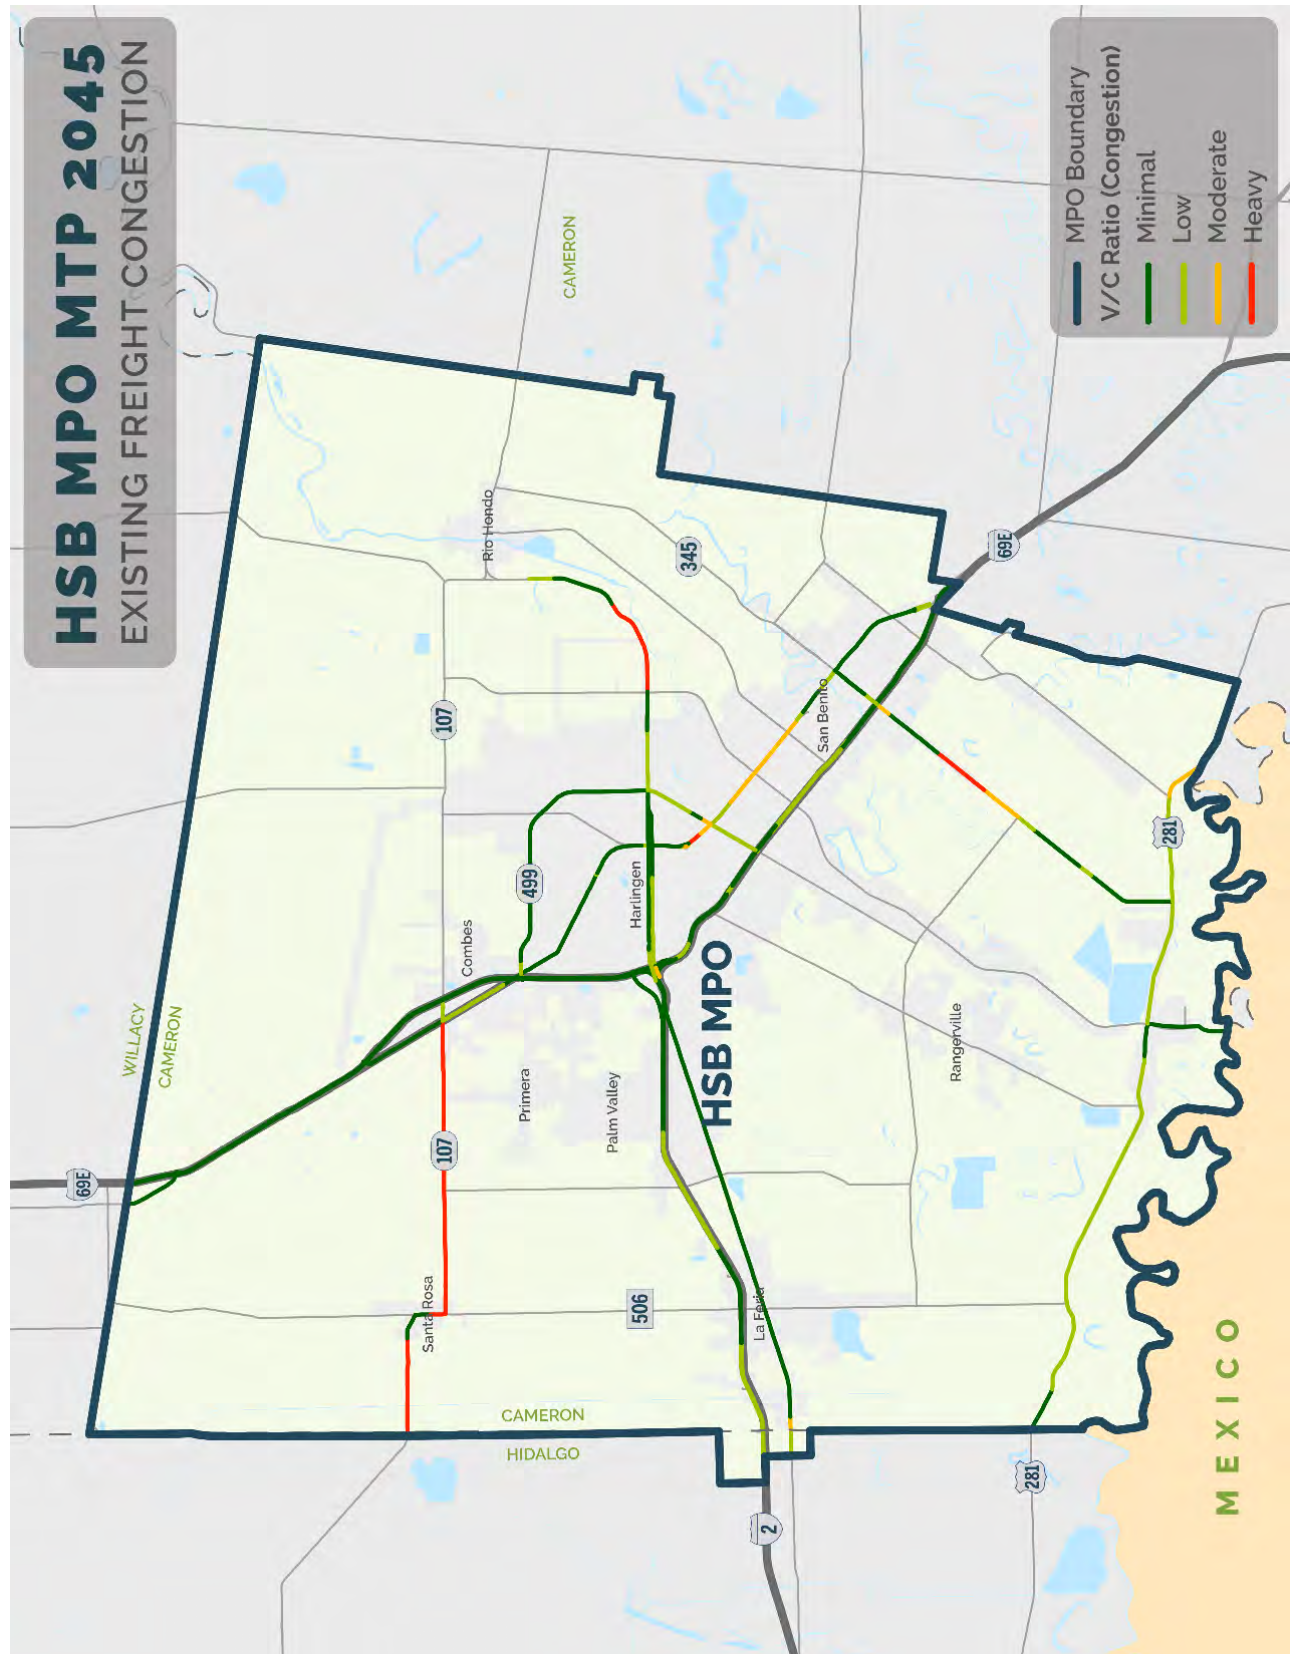 HSB MPO MTP 2045
EXISTING FREIGHT CONGESTION
MPO Boundary
V/C Ratio (Congestion)
Minimal
Low
Moderate
Heavy
CAMERON
Rio Hondo
345
69E
107
San Benito
499
Harlingen
281
Combes
HSB MPO
WILLACY
CAMERON
Primera
Palm Valley
Rangerville
107
69E
Santa Rosa
506
La Feria
CAMERON
HIDALGO
281
2
MEXICO